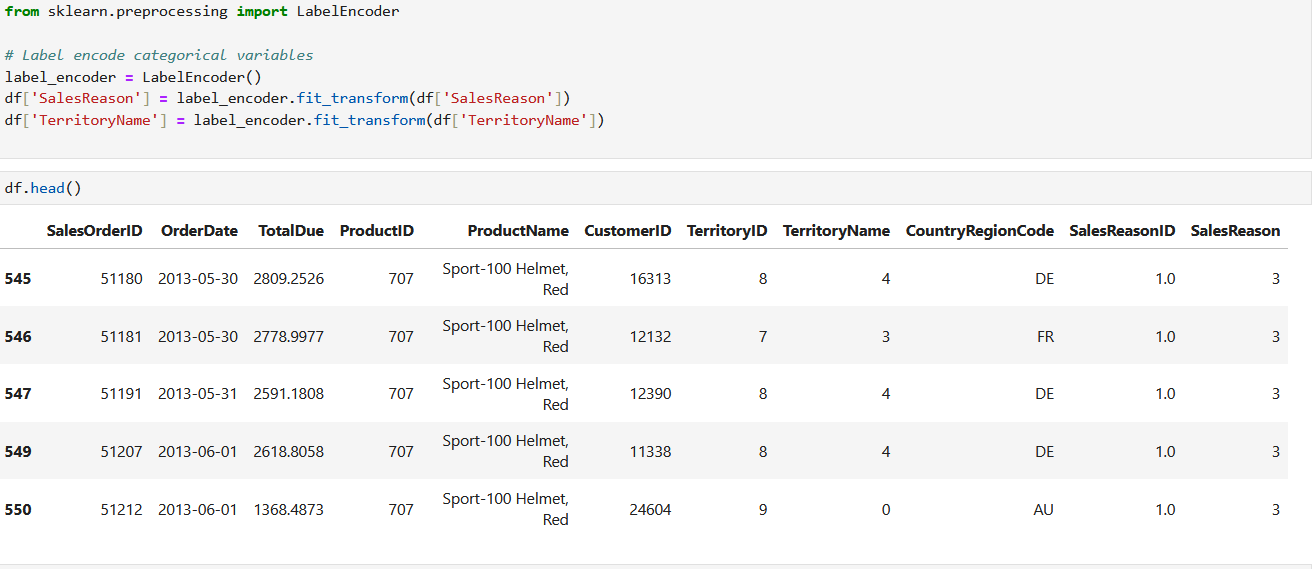 from sklearn.preprocessing import LabelEncoder
# Label encode categorical variables
label_encoder = LabelEncoder()
df['SalesReason'] = label_encoder.fit_transform(df['SalesReason'])
df['TerritoryName'] = label_encoder.fit_transform(df['TerritoryName'])
df.head()
SalesOrderID OrderDate TotalDue ProductID ProductName CustomerID TerritoryID TerritoryName CountryRegionCode SalesReasonID SalesReason
545 51180 2013-05-30 2809.2526 707 Sport-100 Helmet, Red 16313 8 4 DE 1.0 3
546 51181 2013-05-30 2778.9977 707 Sport-100 Helmet, Red 12132 7 3 FR 1.0 3
547 51191 2013-05-31 2591.1808 707 Sport-100 Helmet, Red 12390 8 4 DE 1.0 3
549 51207 2013-06-01 2618.8058 707 Sport-100 Helmet, Red 11338 8 4 DE 1.0 3
550 51212 2013-06-01 1368.4873 707 Sport-100 Helmet, Red 24604 9 0 AU 1.0 3